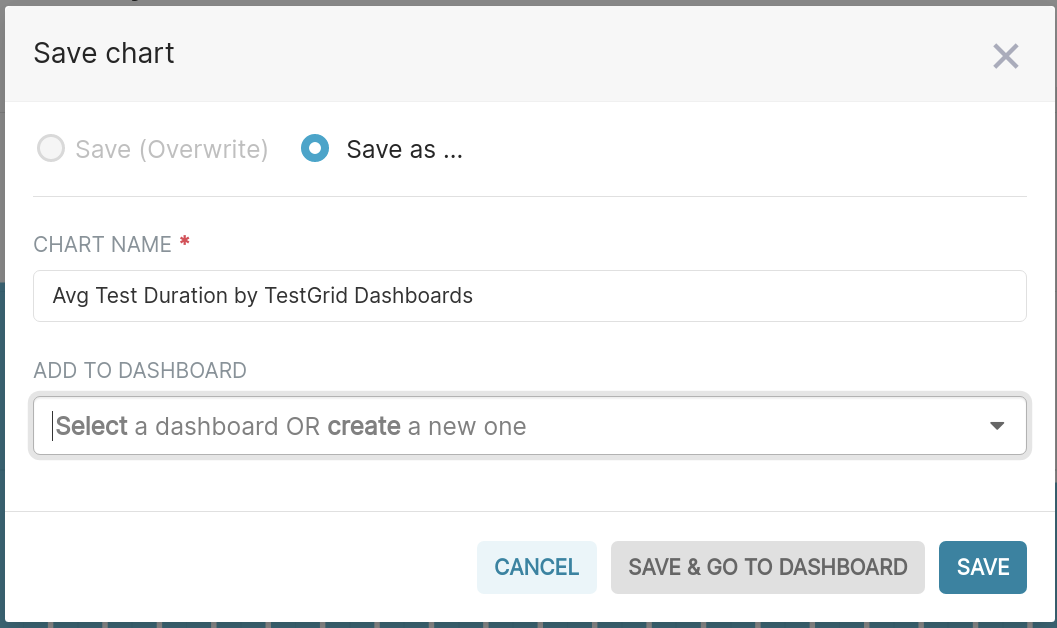 Save chart
Save (Overwrite) Save as ...
CHART NAME *
Avg Test Duration by TestGrid Dashboards
ADD TO DASHBOARD
Select a dashboard OR create a new one
CANCEL SAVE & GO TO DASHBOARD SAVE